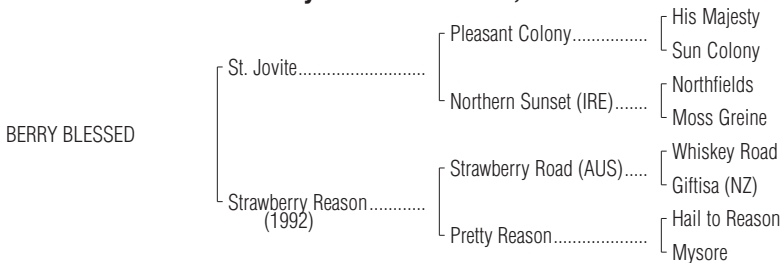 His Majesty
Pleasant Colony................
Sun Colony
St. Jovite...........................
Northfields
Northern Sunset (IRE).......
Moss Greine
BERRY BLESSED
Whiskey Road
Strawberry Road (AUS).....
Giftisa (NZ)
Strawberry Reason............
(1992)
Hail to Reason
Pretty Reason....................
Mysore